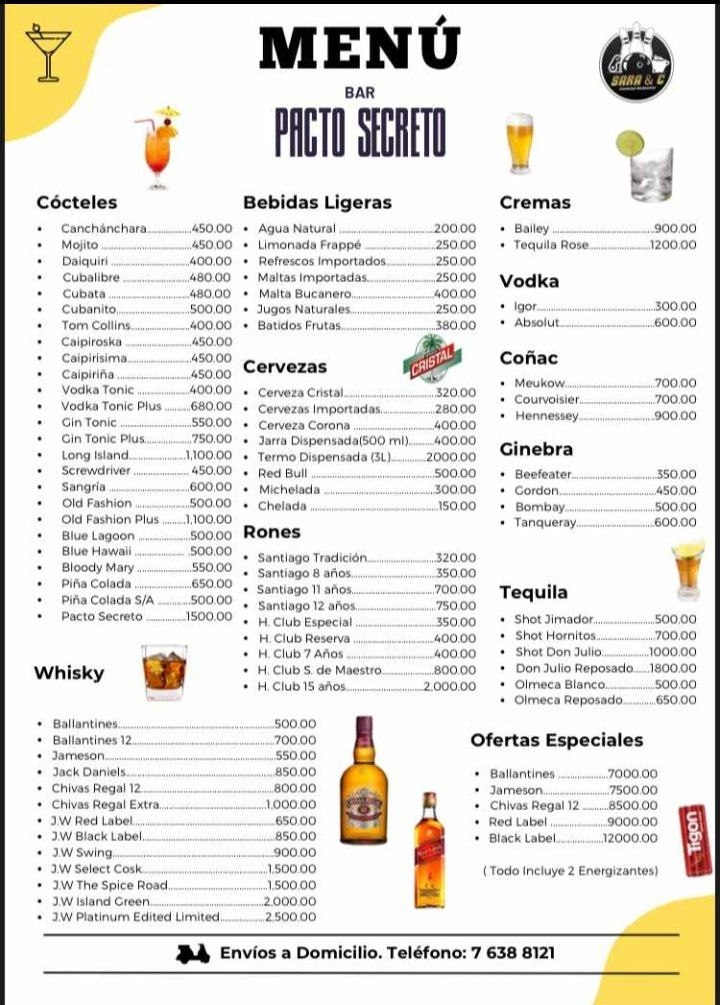 MENÚ
BAR
PACTO SECRETO
SARA & C
Cócteles
• Canchánchara....................450.00
• Mojito ....................450.00
• Daiquiri ....................400.00
• Cubalibre ....................480.00
• Cubata ....................480.00
• Cubanito....................500.00
• Tom Collins....................400.00
• Caipiroska ....................450.00
• Caipirisima....................450.00
• Caipiriña ....................450.00
• Vodka Tonic ....................400.00
• Vodka Tonic Plus ........680.00
• Gin Tonic ....................550.00
• Gin Tonic Plus....................750.00
• Long Island....................1,100.00
• Screwdriver .................... 450.00
• Sangría ....................600.00
• Old Fashion ....................500.00
• Old Fashion Plus ........1,100.00
• Blue Lagoon ....................500.00
• Blue Hawaii .................... .500.00
• Bloody Mary ....................550.00
• Piña Colada ....................650.00
• Piña Colada S/A ............500.00
• Pacto Secreto ............1500.00
Bebidas Ligeras
• Agua Natural ....................200.00
• Limonada Frappé ....................250.00
• Refrescos Importados....................250.00
• Maltas Importadas....................250.00
• Malta Bucanero....................400.00
• Jugos Naturales....................250.00
• Batidos Frutas....................380.00
CRISTAL
Cervezas
• Cerveza Cristal....................320.00
• Cervezas Importadas....................280.00
• Cerveza Corona ....................400.00
• Jarra Dispensada(500 ml)........400.00
• Termo Dispensada (3L)............2000.00
• Red Bull ....................500.00
• Michelada ....................300.00
• Chelada ....................150.00
Rones
• Santiago Tradición....................320.00
• Santiago 8 años....................350.00
• Santiago 11 años....................700.00
• Santiago 12 años....................750.00
• H. Club Especial ....................350.00
• H. Club Reserva ....................400.00
• H. Club 7 Años ....................400.00
• H. Club S. de Maestro....................800.00
• H. Club 15 años....................2,000.00
Cremas
• Bailey ....................900.00
• Tequila Rose....................1200.00
Vodka
• Igor....................300.00
• Absolut....................600.00
Coñac
• Meukow....................700.00
• Courvoisier....................700.00
• Hennessey....................900.00
Ginebra
• Beefeater....................350.00
• Gordon....................450.00
• Bombay....................500.00
• Tanqueray....................600.00
Tequila
• Shot Jimador....................500.00
• Shot Hornitos....................700.00
• Shot Don Julio....................1000.00
• Don Julio Reposado......1800.00
• Olmeca Blanco....................500.00
• Olmeca Reposado............650.00
Whisky
• Ballantines....................500.00
• Ballantines 12....................700.00
• Jameson....................550.00
• Jack Daniels....................850.00
• Chivas Regal 12....................800.00
• Chivas Regal Extra....................1,000.00
• J.W Red Label....................650.00
• J.W Black Label....................850.00
• J.W Swing....................900.00
• J.W Select Cosk....................1,500.00
• J.W The Spice Road....................1,500.00
• J.W Island Green....................2,000.00
• J.W Platinum Edited Limited................2,500.00
Ofertas Especiales
• Ballantines ................7000.00
• Jameson....................7500.00
• Chivas Regal 12 .........8500.00
• Red Label ....................9000.00
• Black Label................12000.00
Tigon
( Todo Incluye 2 Energizantes)
Envíos a Domicilio. Teléfono: 7 638 8121